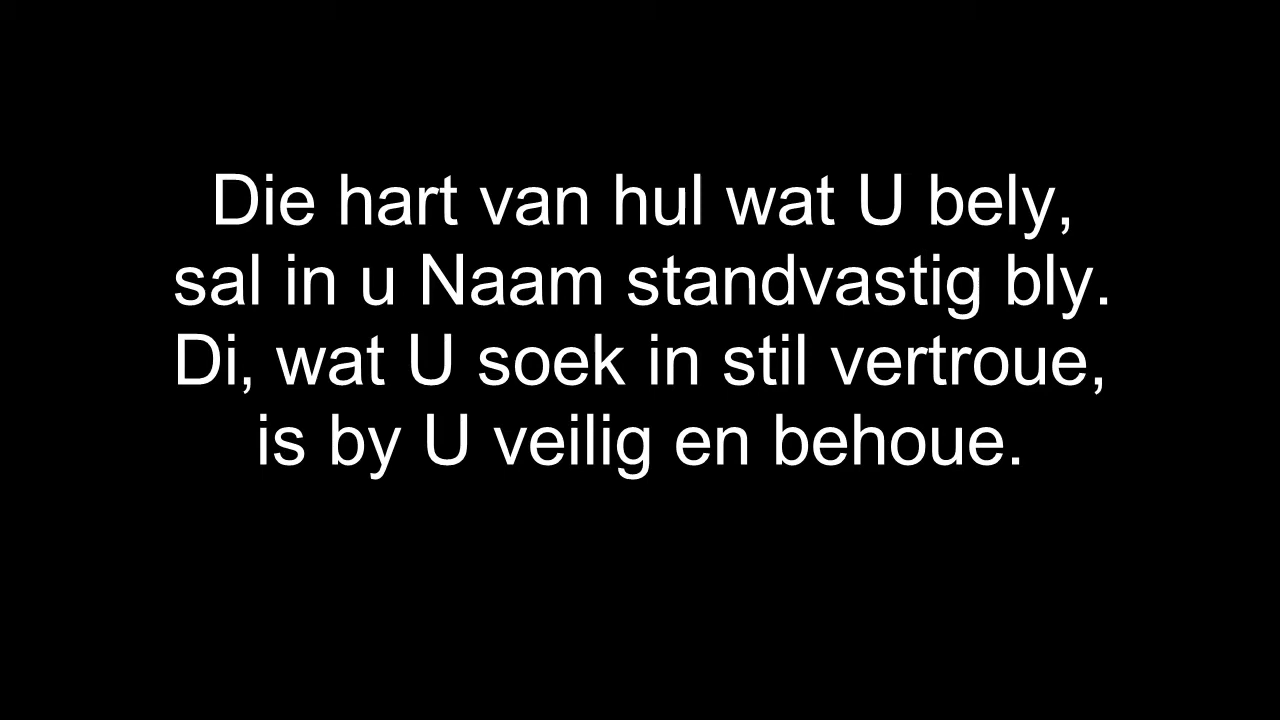 Die hart van hul wat U bely,
sal in u Naam standvastig bly.
Di, wat U soek in stil vertroue,
is by U veilig en behoue.